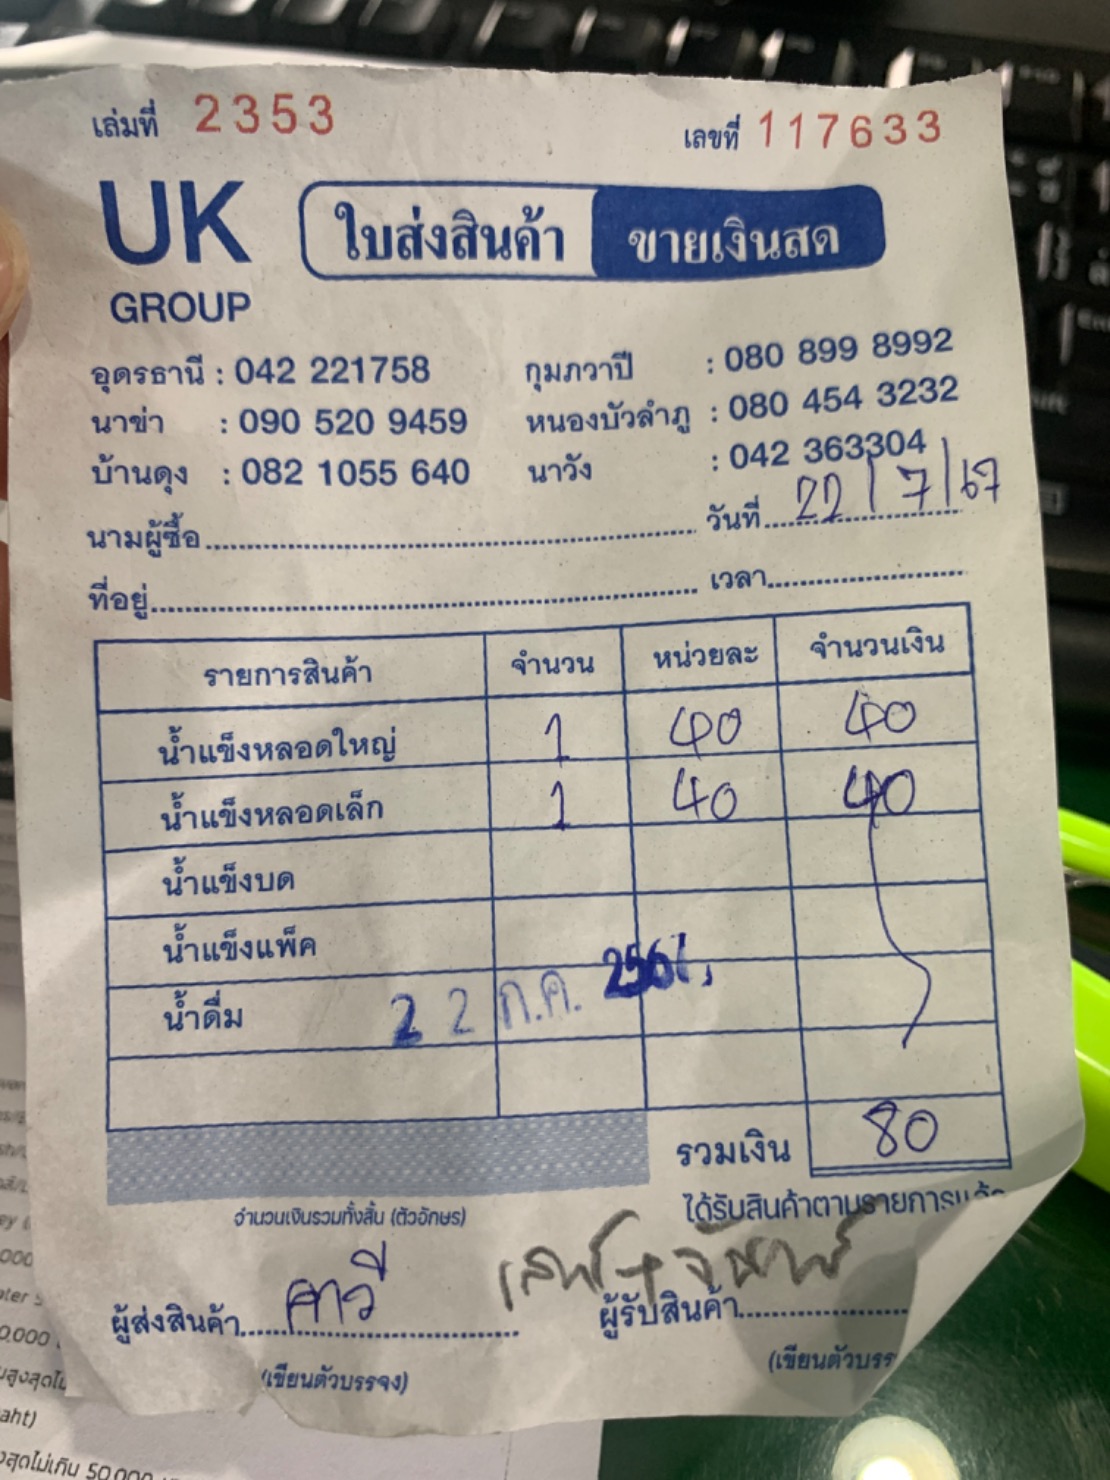 เล่มที่ 2353 เลขที่ 117633
UK GROUP
ใบส่งสินค้า ขายเงินสด
อุดรธานี : 042 221758 กุมภวาปี : 080 899 8992
นาข่า : 090 520 9459 หนองบัวลำภู : 080 454 3232
บ้านดุง : 082 1055 640 นาวัง : 042 363304
นามผู้ซื้อ วันที่ 22/7/67
ที่อยู่ เวลา
รายการสินค้า จำนวน หน่วยละ จำนวนเงิน
น้ำแข็งหลอดใหญ่ 1 40 40
น้ำแข็งหลอดเล็ก 1 40 40
น้ำแข็งบด
น้ำแข็งแพ็ค
น้ำดื่ม
22 ก.ค.
รวมเงิน 80
จำนวนเงินรวมทั้งสิ้น (ตัวอักษร) ได้รับสินค้าตามรายการ
ผู้ส่งสินค้า ผู้รับสินค้า
(เขียนตัวบรรจง) (เขียนตัวบรร